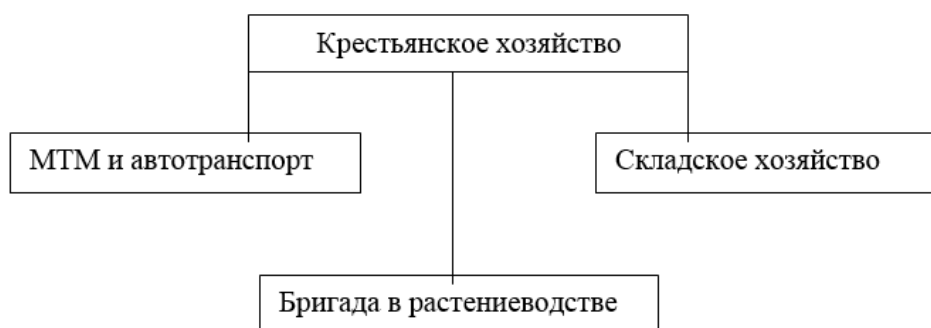 Крестьянское хозяйство
МТМ и автотранспорт
Складское хозяйство
Бригада в растениеводстве